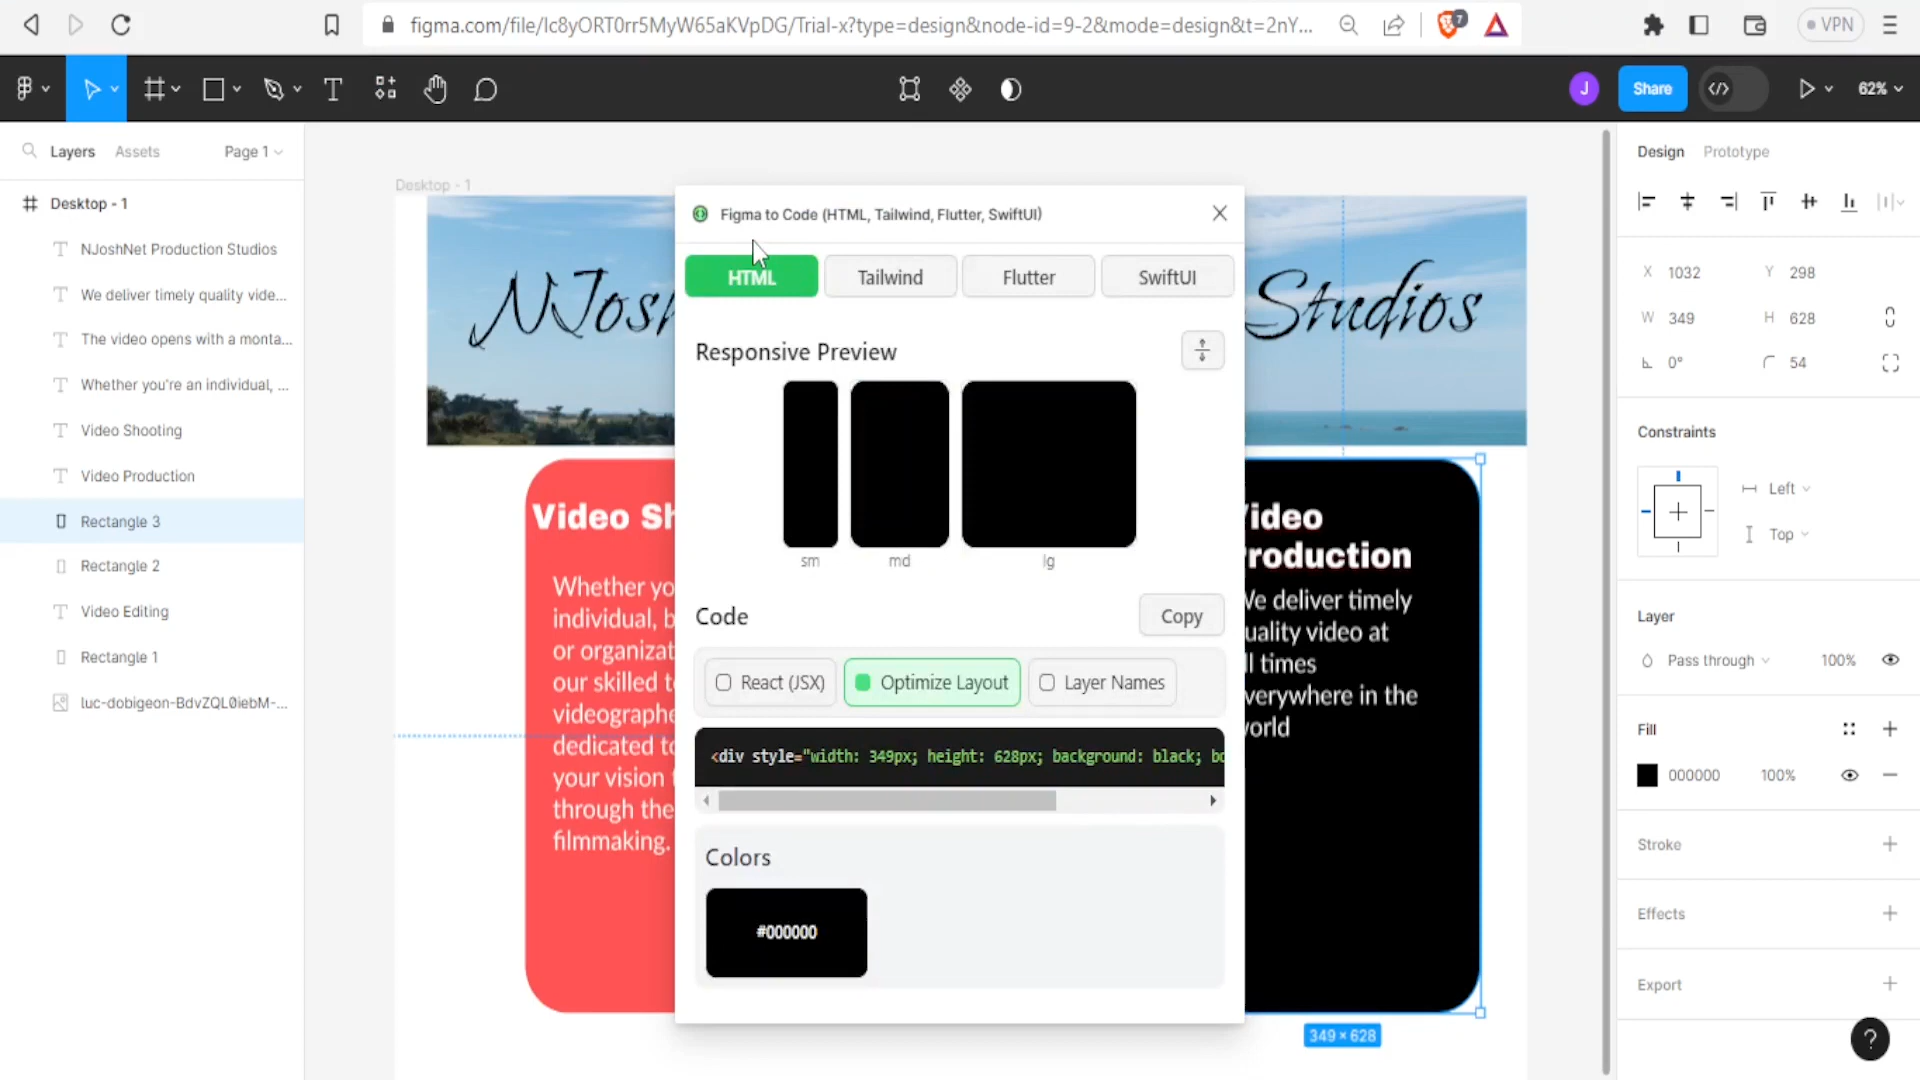 figma.com/file/lc8yORT0rr5MyW65aKVpDG/Trial-x?type=design&node-id=9-2&mode=design&t=2nY...
7
VPN
J
Share
62%
Layers
Assets
Page 1
Desktop - 1
NJoshNet Production Studios
We deliver timely quality vide...
The video opens with a monta...
Whether you're an individual, ...
Video Shooting
Video Production
Rectangle 3
Rectangle 2
Video Editing
Rectangle 1
luc-dobigeon-BdvZQL0iebM-...
Desktop - 1
NJosh
Studios
Video Sh
Whether yo
individual, b
or organizat
our skilled t
videographe
dedicated to
your vision t
through the
filmmaking.
Figma to Code (HTML, Tailwind, Flutter, SwiftUI)
HTML
Tailwind
Flutter
SwiftUI
Responsive Preview
sm
md
lg
Code
Copy
React (JSX)
Optimize Layout
Layer Names
<div style="width: 349px; height: 628px; background: black; bo
Colors
#000000
Video
Production
We deliver timely
quality video at
ll times
verywhere in the
orld
349 × 628
Design
Prototype
X 1032
Y 298
W 349
H 628
0°
54
Constraints
Left
Top
Layer
Pass through
100%
Fill
000000
100%
Stroke
Effects
Export
?